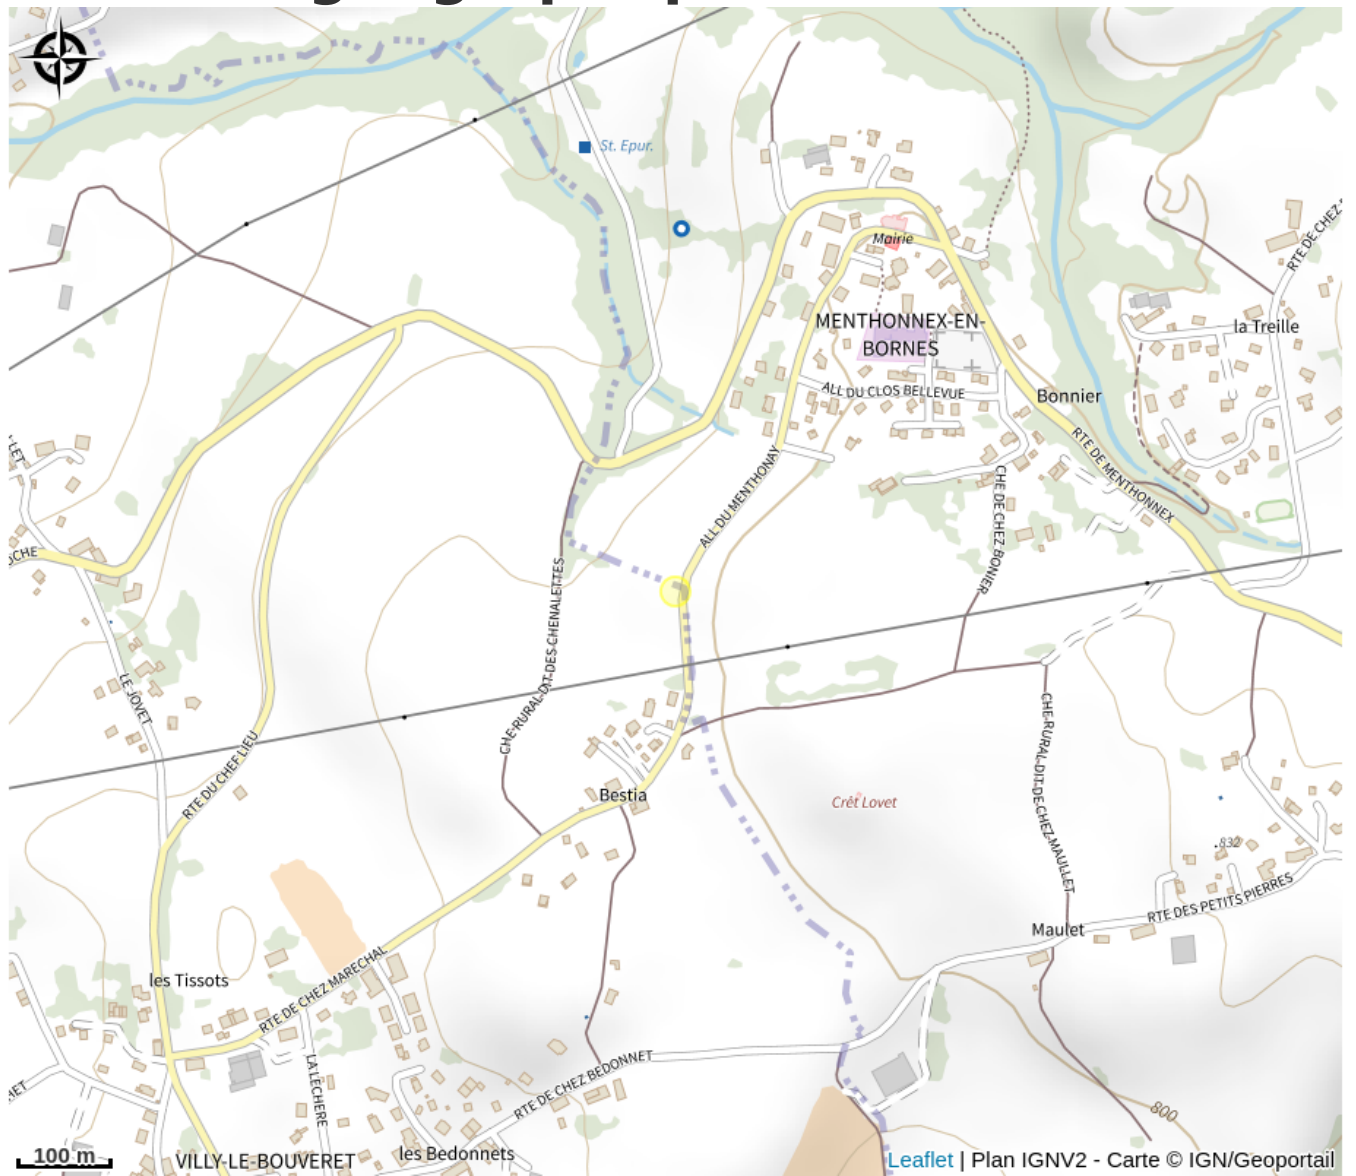 St. Epur.
Mairie
MENTHONNEX-EN-
BORNES
ALL DU CLOS BELLEVUE
Bonnier
la Treille
RTE DE CHEZ
RTE DE MENTHONNEX
ALL DU MENTHONAY
CHE DE CHEZ BONIER
OCHE
CHE RURAL DIT DES CHENALETTES
LE JOVET
RTE DU CHEF LIEU
Bestia
Crêt Lovet
CHE RURAL DIT DE CHEZ MAULLET
832
RTE DES PETITS PIERRES
Maulet
les Tissots
RTE DE CHEZ MARECHAL
LA LECHERE
RTE DE CHEZ BEDONNET
HET
800
100 m
VILLY-LE-BOUVERET
les Bedonnets
Leaflet | Plan IGNV2 - Carte © IGN/Geoportail